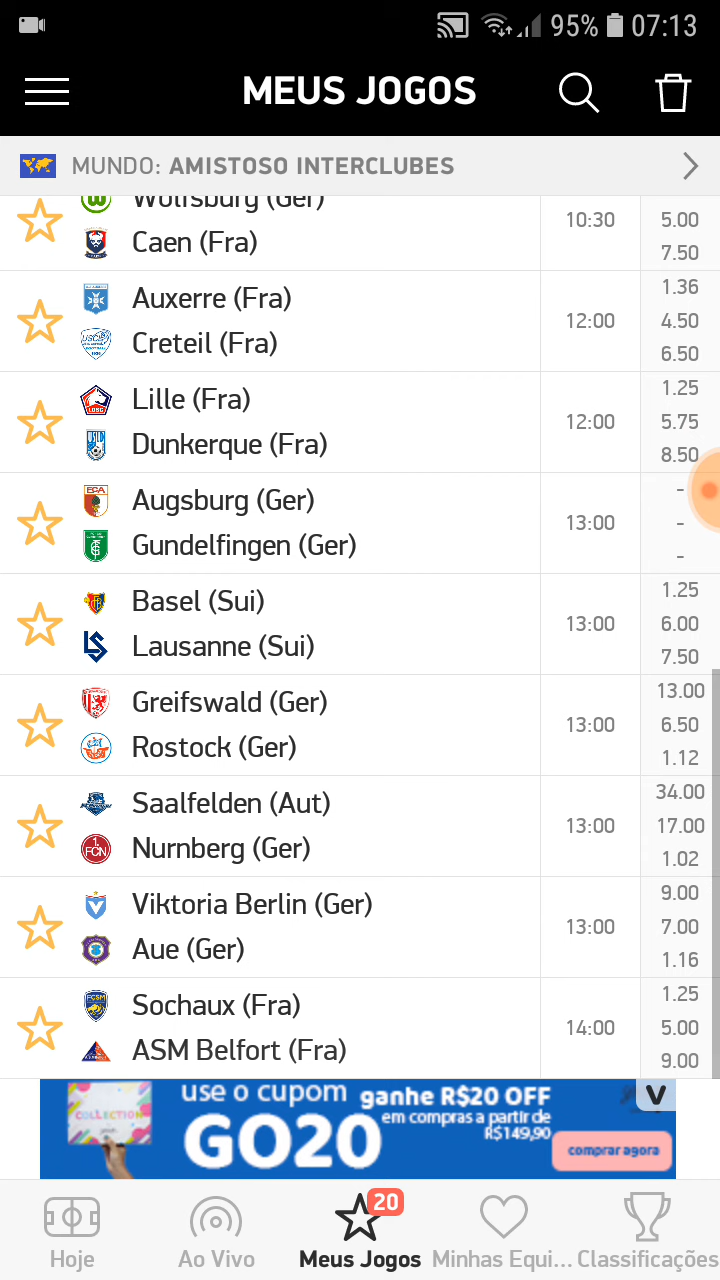 95% 07:13
MEUS JOGOS
MUNDO: AMISTOSO INTERCLUBES
Wolfsburg (Ger)
Caen (Fra)
10:30
5.00
7.50
Auxerre (Fra)
Creteil (Fra)
12:00
1.36
4.50
6.50
Lille (Fra)
Dunkerque (Fra)
12:00
1.25
5.75
8.50
Augsburg (Ger)
Gundelfingen (Ger)
13:00
-
-
-
Basel (Sui)
Lausanne (Sui)
13:00
1.25
6.00
7.50
Greifswald (Ger)
Rostock (Ger)
13:00
13.00
6.50
1.12
Saalfelden (Aut)
Nurnberg (Ger)
13:00
34.00
17.00
1.02
Viktoria Berlin (Ger)
Aue (Ger)
13:00
9.00
7.00
1.16
Sochaux (Fra)
ASM Belfort (Fra)
14:00
1.25
5.00
9.00
COLLECTION
use o cupom
GO20
ganhe R$20 OFF
em compras a partir de
R$149,90
comprar agora
20
Hoje
Ao Vivo
Meus Jogos
Minhas Equi...
Classificações